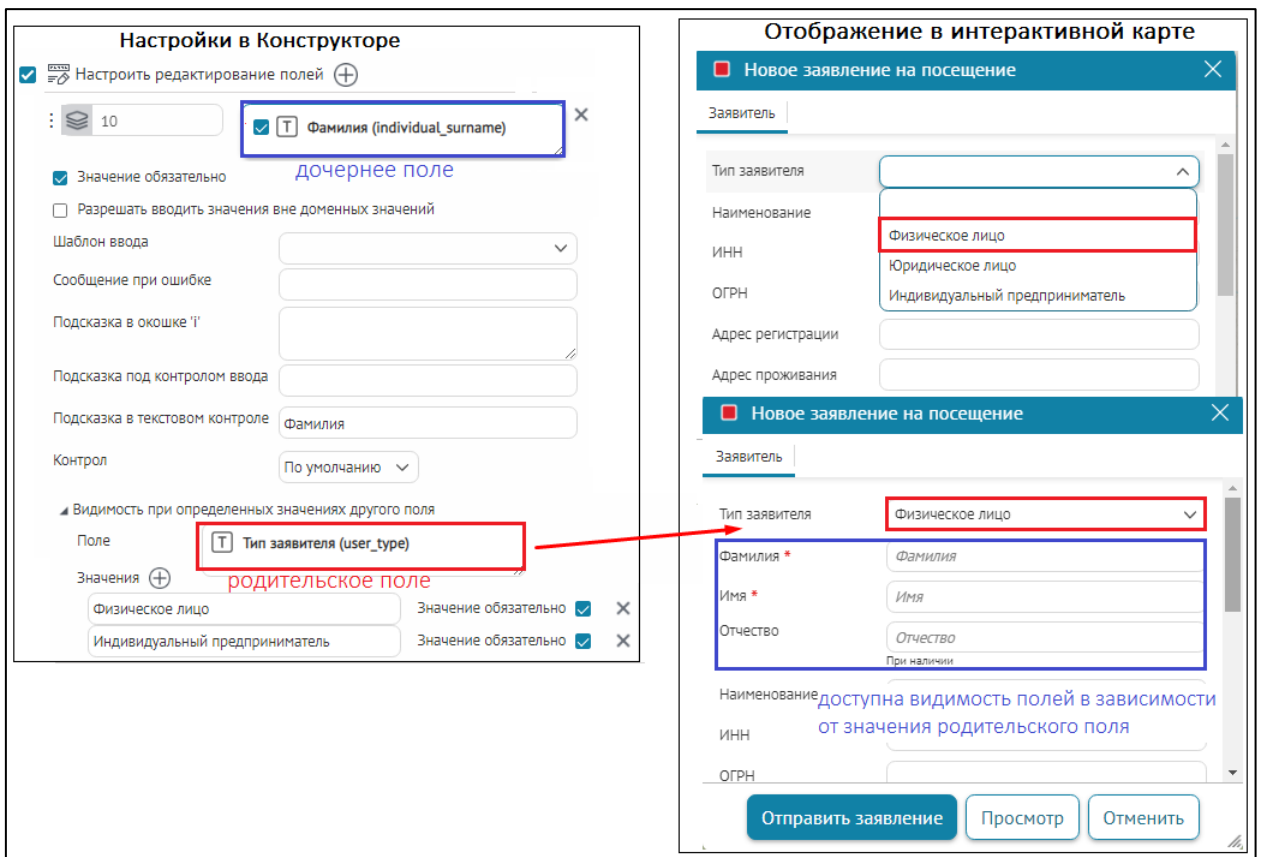 Настройки в Конструкторе
Настроить редактирование полей
10
T Фамилия (individual_surname)
дочернее поле
Значение обязательно
Разрешать вводить значения вне доменных значений
Шаблон ввода
Сообщение при ошибке
Подсказка в окошке 'i'
Подсказка под контролом ввода
Подсказка в текстовом контроле Фамилия
Контрол По умолчанию
Видимость при определенных значениях другого поля
Поле T Тип заявителя (user_type)
Значения родительское поле
Физическое лицо Значение обязательно
Индивидуальный предприниматель Значение обязательно
Отображение в интерактивной карте
Новое заявление на посещение
Заявитель
Тип заявителя
Наименование
Физическое лицо
ИНН
Юридическое лицо
ОГРН Индивидуальный предприниматель
Адрес регистрации
Адрес проживания
Новое заявление на посещение
Заявитель
Тип заявителя Физическое лицо
Фамилия * Фамилия
Имя * Имя
Отчество Отчество
При наличии
Наименование доступна видимость полей в зависимости
ИНН от значения родительского поля
ОГРН
Отправить заявление Просмотр Отменить